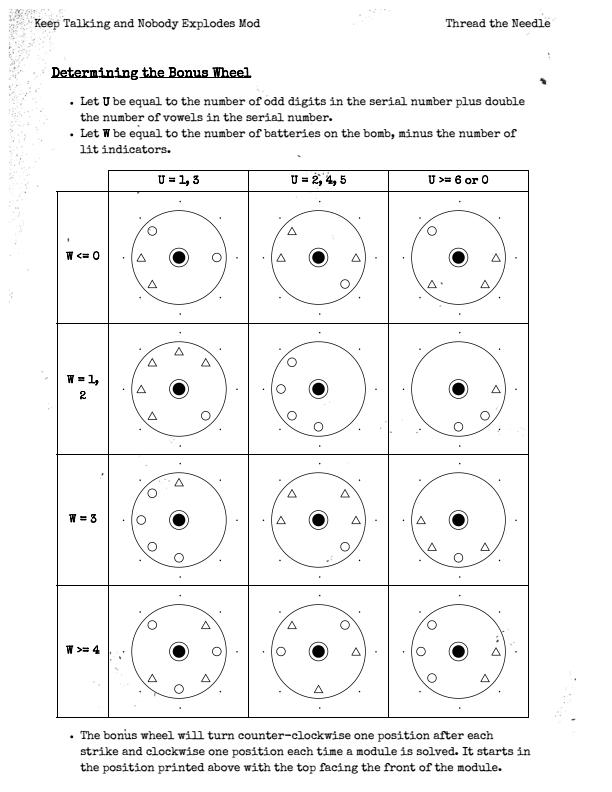 Keep Talking and Nobody Explodes Mod Thread the Needle
Determining the Bonus Wheel
• Let U be equal to the number of odd digits in the serial number plus double
the number of vowels in the serial number.
• Let W be equal to the number of batteries on the bomb, minus the number of
lit indicators.
U = 1, 3 U = 2, 4, 5 U >= 6 or 0
W <= 0
W = 1,
2
W = 3
W >= 4
• The bonus wheel will turn counter-clockwise one position after each
strike and clockwise one position each time a module is solved. It starts in
the position printed above with the top facing the front of the module.